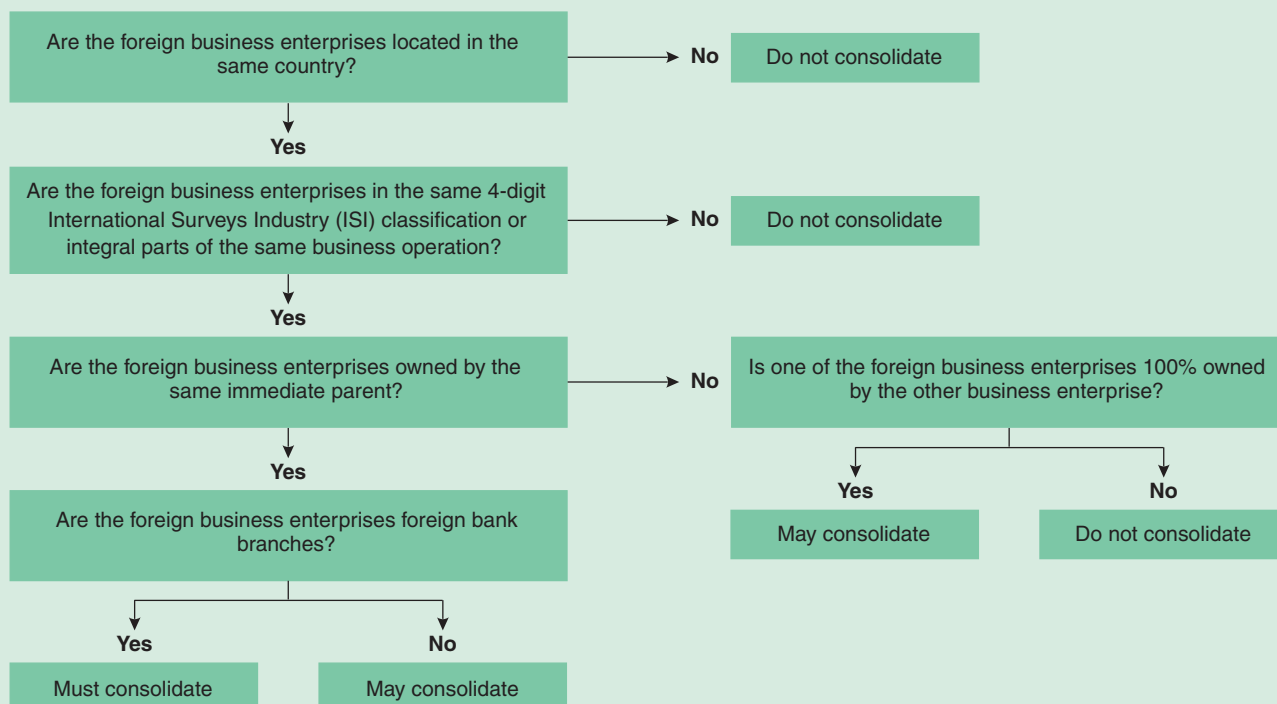 Are the foreign business enterprises located in the
same country?
No
Do not consolidate
Yes
Are the foreign business enterprises in the same 4-digit
International Surveys Industry (ISI) classification or
integral parts of the same business operation?
No
Do not consolidate
Yes
Are the foreign business enterprises owned by the
same immediate parent?
No
Is one of the foreign business enterprises 100% owned
by the other business enterprise?
Yes
No
May consolidate
Do not consolidate
Yes
Are the foreign business enterprises foreign bank
branches?
Yes
No
Must consolidate
May consolidate